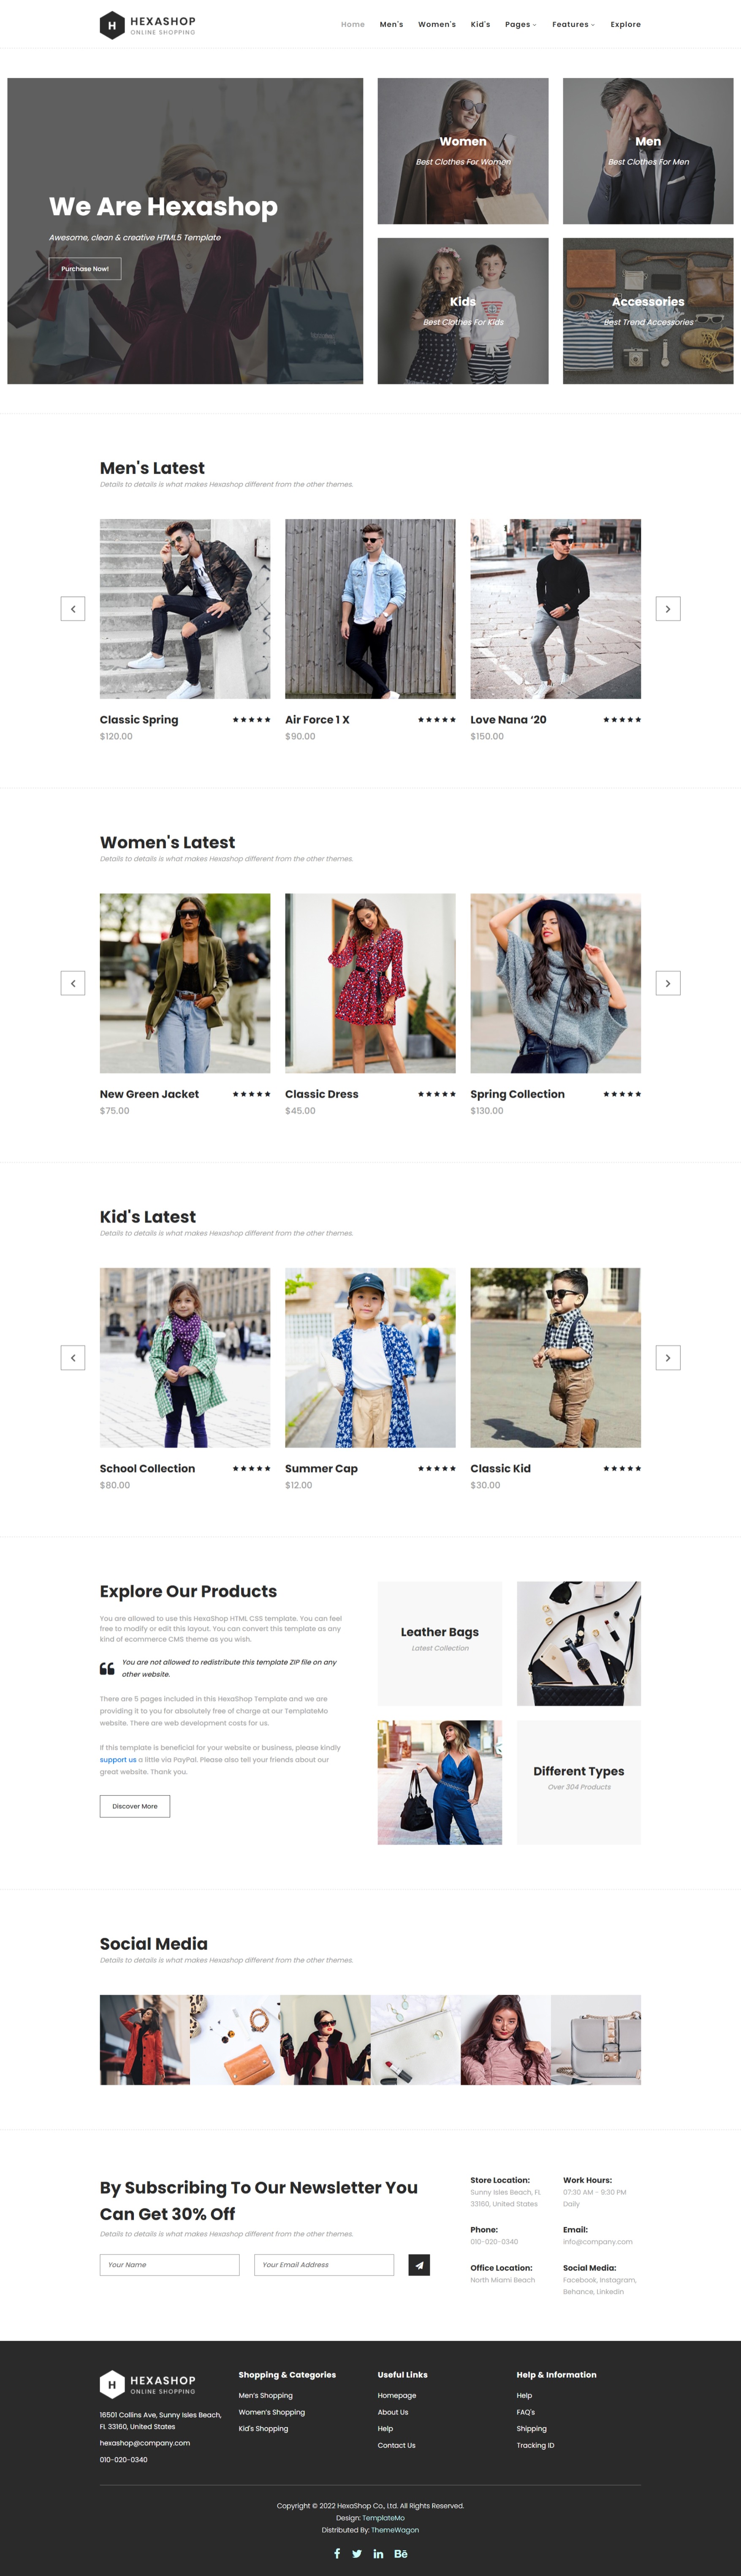 HEXASHOP
ONLINE SHOPPING
Home Men's Women's Kid's Pages Features Explore
We Are Hexashop
Awesome, clean & creative HTML5 Template
Purchase Now!
Women
Best Clothes For Women
Men
Best Clothes For Men
Kids
Best Clothes For Kids
Accessories
Best Trend Accessories
Men's Latest
Details to details is what makes Hexashop different from the other themes.
Classic Spring
$120.00
Air Force 1 X
$90.00
Love Nana ‘20
$150.00
Women's Latest
Details to details is what makes Hexashop different from the other themes.
New Green Jacket
$75.00
Classic Dress
$45.00
Spring Collection
$130.00
Kid's Latest
Details to details is what makes Hexashop different from the other themes.
School Collection
$80.00
Summer Cap
$12.00
Classic Kid
$30.00
Explore Our Products
You are allowed to use this HexaShop HTML CSS template. You can feel
free to modify or edit this layout. You can convert this template as any
kind of ecommerce CMS theme as you wish.
You are not allowed to redistribute this template ZIP file on any
other website.
There are 5 pages included in this HexaShop Template and we are
providing it to you for absolutely free of charge at our TemplateMo
website. There are web development costs for us.
If this template is beneficial for your website or business, please kindly
support us a little via PayPal. Please also tell your friends about our
great website. Thank you.
Discover More
Leather Bags
Latest Collection
Different Types
Over 304 Products
Social Media
Details to details is what makes Hexashop different from the other themes.
By Subscribing To Our Newsletter You
Can Get 30% Off
Details to details is what makes Hexashop different from the other themes.
Your Name
Your Email Address
Store Location:
Sunny Isles Beach, FL
33160, United States
Phone:
010-020-0340
Office Location:
North Miami Beach
Work Hours:
07:30 AM - 9:30 PM
Daily
Email:
info@company.com
Social Media:
Facebook, Instagram,
Behance, Linkedin
HEXASHOP
ONLINE SHOPPING
16501 Collins Ave, Sunny Isles Beach,
FL 33160, United States
hexashop@company.com
010-020-0340
Shopping & Categories
Men's Shopping
Women's Shopping
Kid's Shopping
Useful Links
Homepage
About Us
Help
Contact Us
Help & Information
Help
FAQ's
Shipping
Tracking ID
Copyright © 2022 HexaShop Co., Ltd. All Rights Reserved.
Design: TemplateMo
Distributed By: ThemeWagon